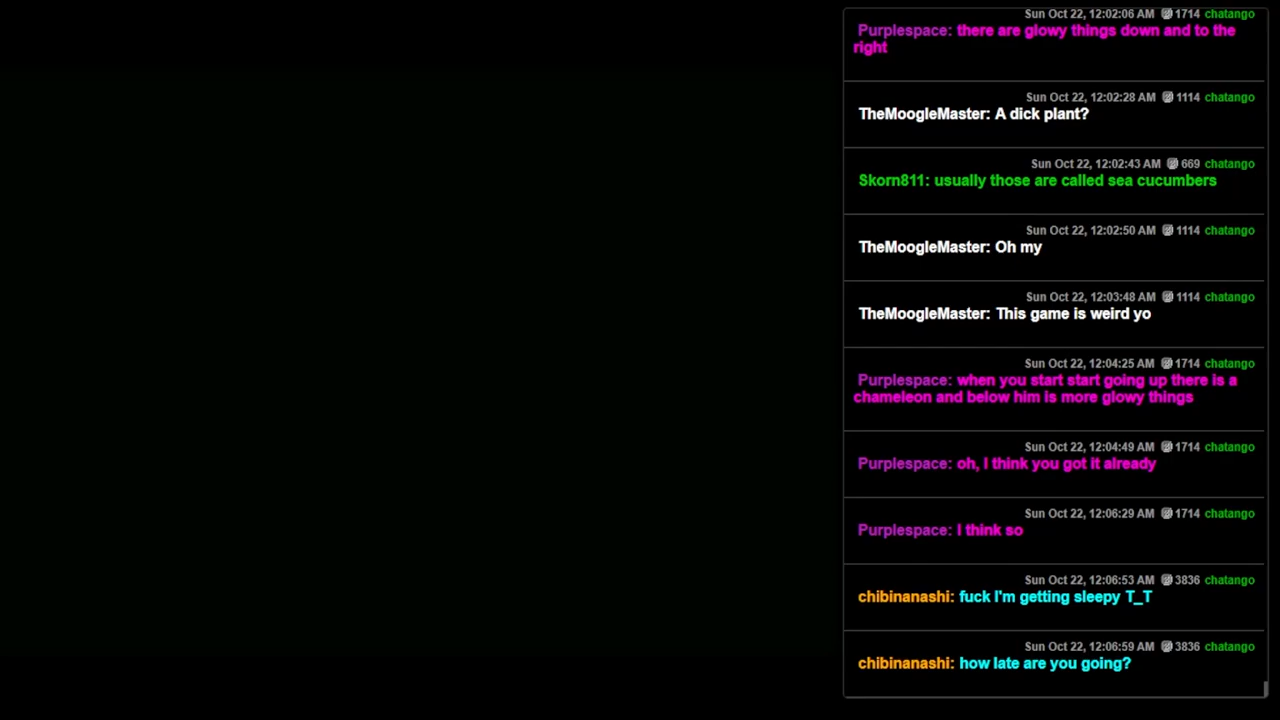 Sun Oct 22, 12:02:06 AM 1714 chatango
Purplespace: there are glowy things down and to the
right
Sun Oct 22, 12:02:28 AM 1114 chatango
TheMoogleMaster: A dick plant?
Sun Oct 22, 12:02:43 AM 669 chatango
Skorn811: usually those are called sea cucumbers
Sun Oct 22, 12:02:50 AM 1114 chatango
TheMoogleMaster: Oh my
Sun Oct 22, 12:03:48 AM 1114 chatango
TheMoogleMaster: This game is weird yo
Sun Oct 22, 12:04:25 AM 1714 chatango
Purplespace: when you start start going up there is a
chameleon and below him is more glowy things
Sun Oct 22, 12:04:49 AM 1714 chatango
Purplespace: oh, I think you got it already
Sun Oct 22, 12:06:29 AM 1714 chatango
Purplespace: I think so
Sun Oct 22, 12:06:53 AM 3836 chatango
chibinanashi: fuck I'm getting sleepy T_T
Sun Oct 22, 12:06:59 AM 3836 chatango
chibinanashi: how late are you going?